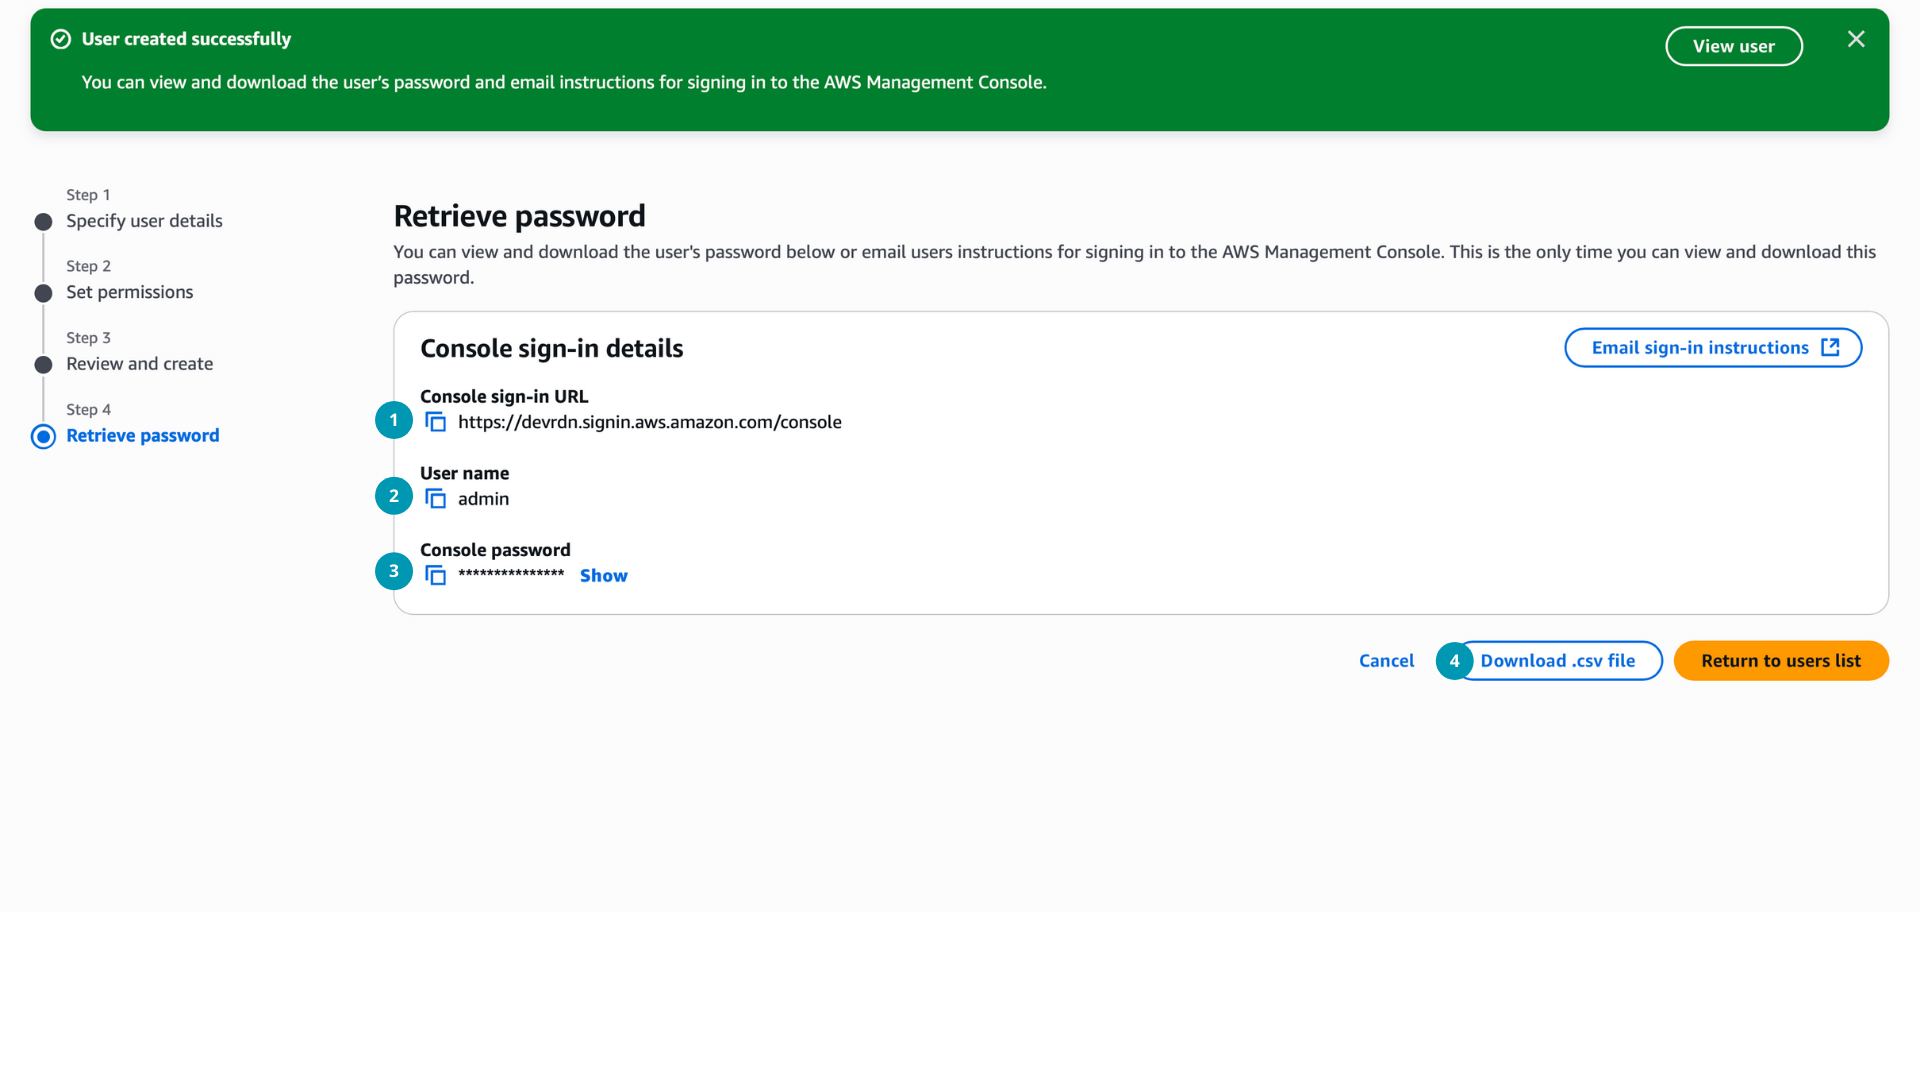 User created successfully
View user
You can view and download the user's password and email instructions for signing in to the AWS Management Console.
Step 1
Specify user details
Step 2
Set permissions
Step 3
Review and create
Step 4
Retrieve password
Retrieve password
You can view and download the user's password below or email users instructions for signing in to the AWS Management Console. This is the only time you can view and download this
password.
Console sign-in details
Email sign-in instructions
Console sign-in URL
1 https://devrdn.signin.aws.amazon.com/console
User name
2 admin
Console password
3 *************** Show
Cancel
4 Download .csv file
Return to users list